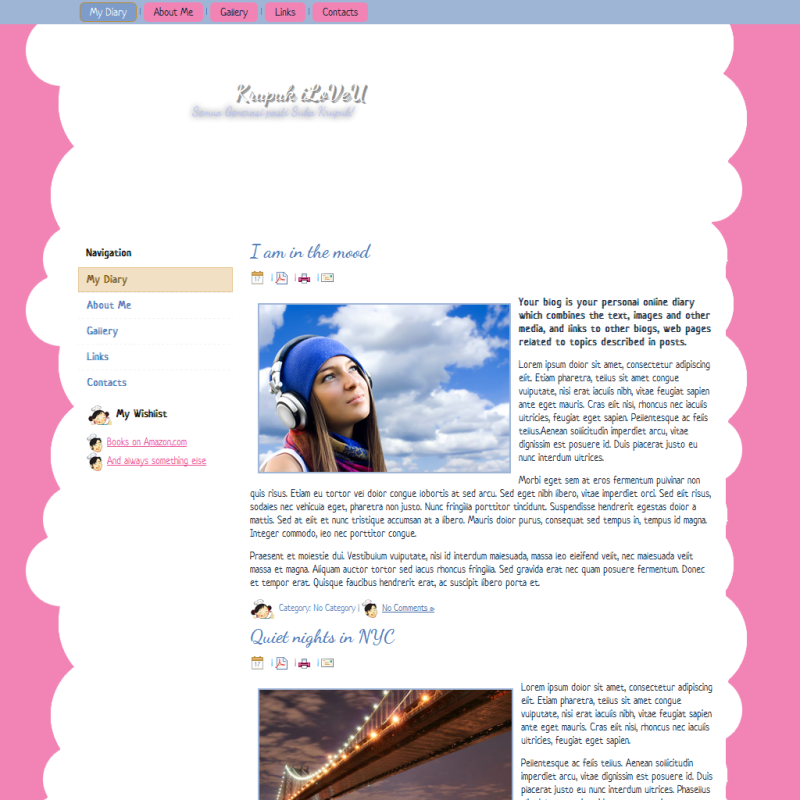 My Diary | About Me | Gallery | Links | Contacts
Krupuk iLoVeU
Semua Generasi pasti Suka Krupuk!
Navigation
My Diary
About Me
Gallery
Links
Contacts
My Wishlist
Books on Amazon.com
And always something else
I am in the mood
17 | | |
Your blog is your personal online diary
which combines the text, images and other
media, and links to other blogs, web pages
related to topics described in posts.
Lorem ipsum dolor sit amet, consectetur adipiscing
elit. Etiam pharetra, tellus sit amet congue
vulputate, nisi erat iaculis nibh, vitae feugiat sapien
ante eget mauris. Cras elit nisi, rhoncus nec iaculis
ultricies, feugiat eget sapien. Pellentesque ac felis
tellus.Aenean sollicitudin imperdiet arcu, vitae
dignissim est posuere id. Duis placerat justo eu
nunc interdum ultrices.
Morbi eget sem at eros fermentum pulvinar non
quis risus. Etiam eu tortor vel dolor congue lobortis at sed arcu. Sed eget nibh libero, vitae imperdiet orci. Sed elit risus,
sodales nec vehicula eget, pharetra non justo. Nunc fringilla porttitor tincidunt. Suspendisse hendrerit egestas dolor a
mattis. Sed at elit et nunc tristique accumsan at a libero. Mauris dolor purus, consequat sed tempus in, tempus id magna.
Integer commodo, leo nec porttitor congue.
Praesent et molestie dui. Vestibulum vulputate, nisl id interdum malesuada, massa leo eleifend velit, nec malesuada velit
massa et magna. Aliquam auctor tortor sed lacus rhoncus fringilla. Sed gravida erat nec quam posuere fermentum. Donec
et tempor erat. Quisque faucibus hendrerit erat, ac suscipit libero porta et.
Category: No Category | No Comments »
Quiet nights in NYC
17 | | |
Lorem ipsum dolor sit amet, consectetur adipiscing
elit. Etiam pharetra, tellus sit amet congue
vulputate, nisi erat iaculis nibh, vitae feugiat sapien
ante eget mauris. Cras elit nisi, rhoncus nec iaculis
ultricies, feugiat eget sapien.
Pellentesque ac felis tellus. Aenean sollicitudin
imperdiet arcu, vitae dignissim est posuere id. Duis
placerat justo eu nunc interdum ultrices. Phasellus